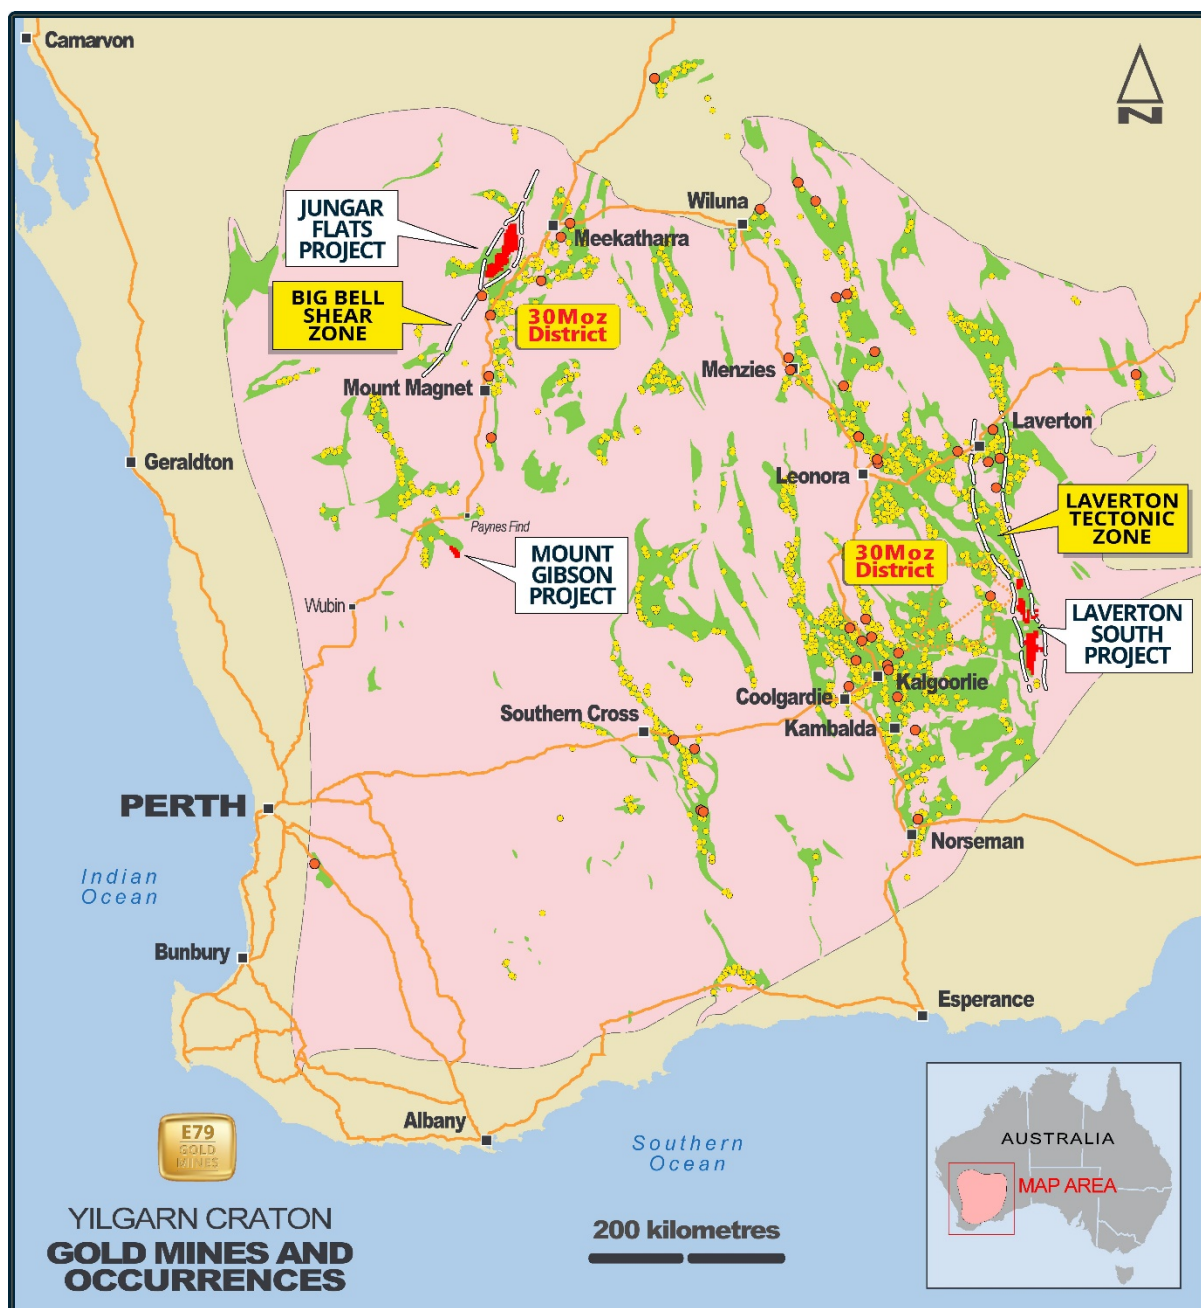 Carnarvon
N
JUNGAR
FLATS
PROJECT
Wiluna
Meekatharra
BIG BELL
SHEAR
ZONE
30Moz
District
Mount Magnet
Menzies
Laverton
Geraldton
Leonora
LAVERTON
TECTONIC
ZONE
Paynes Find
MOUNT
GIBSON
PROJECT
30Moz
District
Wubin
LAVERTON
SOUTH
PROJECT
Kalgoorlie
Coolgardie
Southern Cross
Kambalda
PERTH
Norseman
Indian
Ocean
Bunbury
Esperance
Albany
Southern
Ocean
E79
GOLD
MINES
AUSTRALIA
MAP AREA
YILGARN CRATON
GOLD MINES AND
OCCURRENCES
200 kilometres